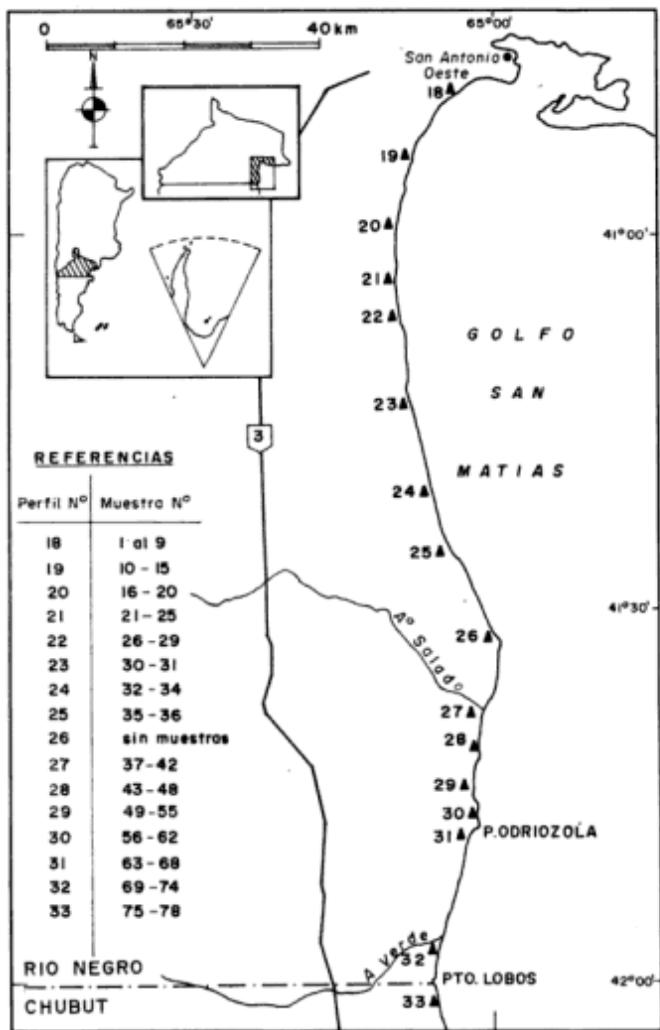 65°30'
65°00'
0 40 km
N
San Antonio
Oeste
18
19
20
41°00'
21
22
GOLFO
SAN
MATIAS
23
3
24
25
41°30'
26
A° Salado
27
28
29
30
31 P. ODRIOZOLA
REFERENCIAS
Perfil N° Muestra N°
18 1 al 9
19 10-15
20 16-20
21 21-25
22 26-29
23 30-31
24 32-34
25 35-36
26 sin muestras
27 37-42
28 43-48
29 49-55
30 56-62
31 63-68
32 69-74
33 75-78
A Verde
32
RIO NEGRO
PTO. LOBOS
42°00'
CHUBUT
33